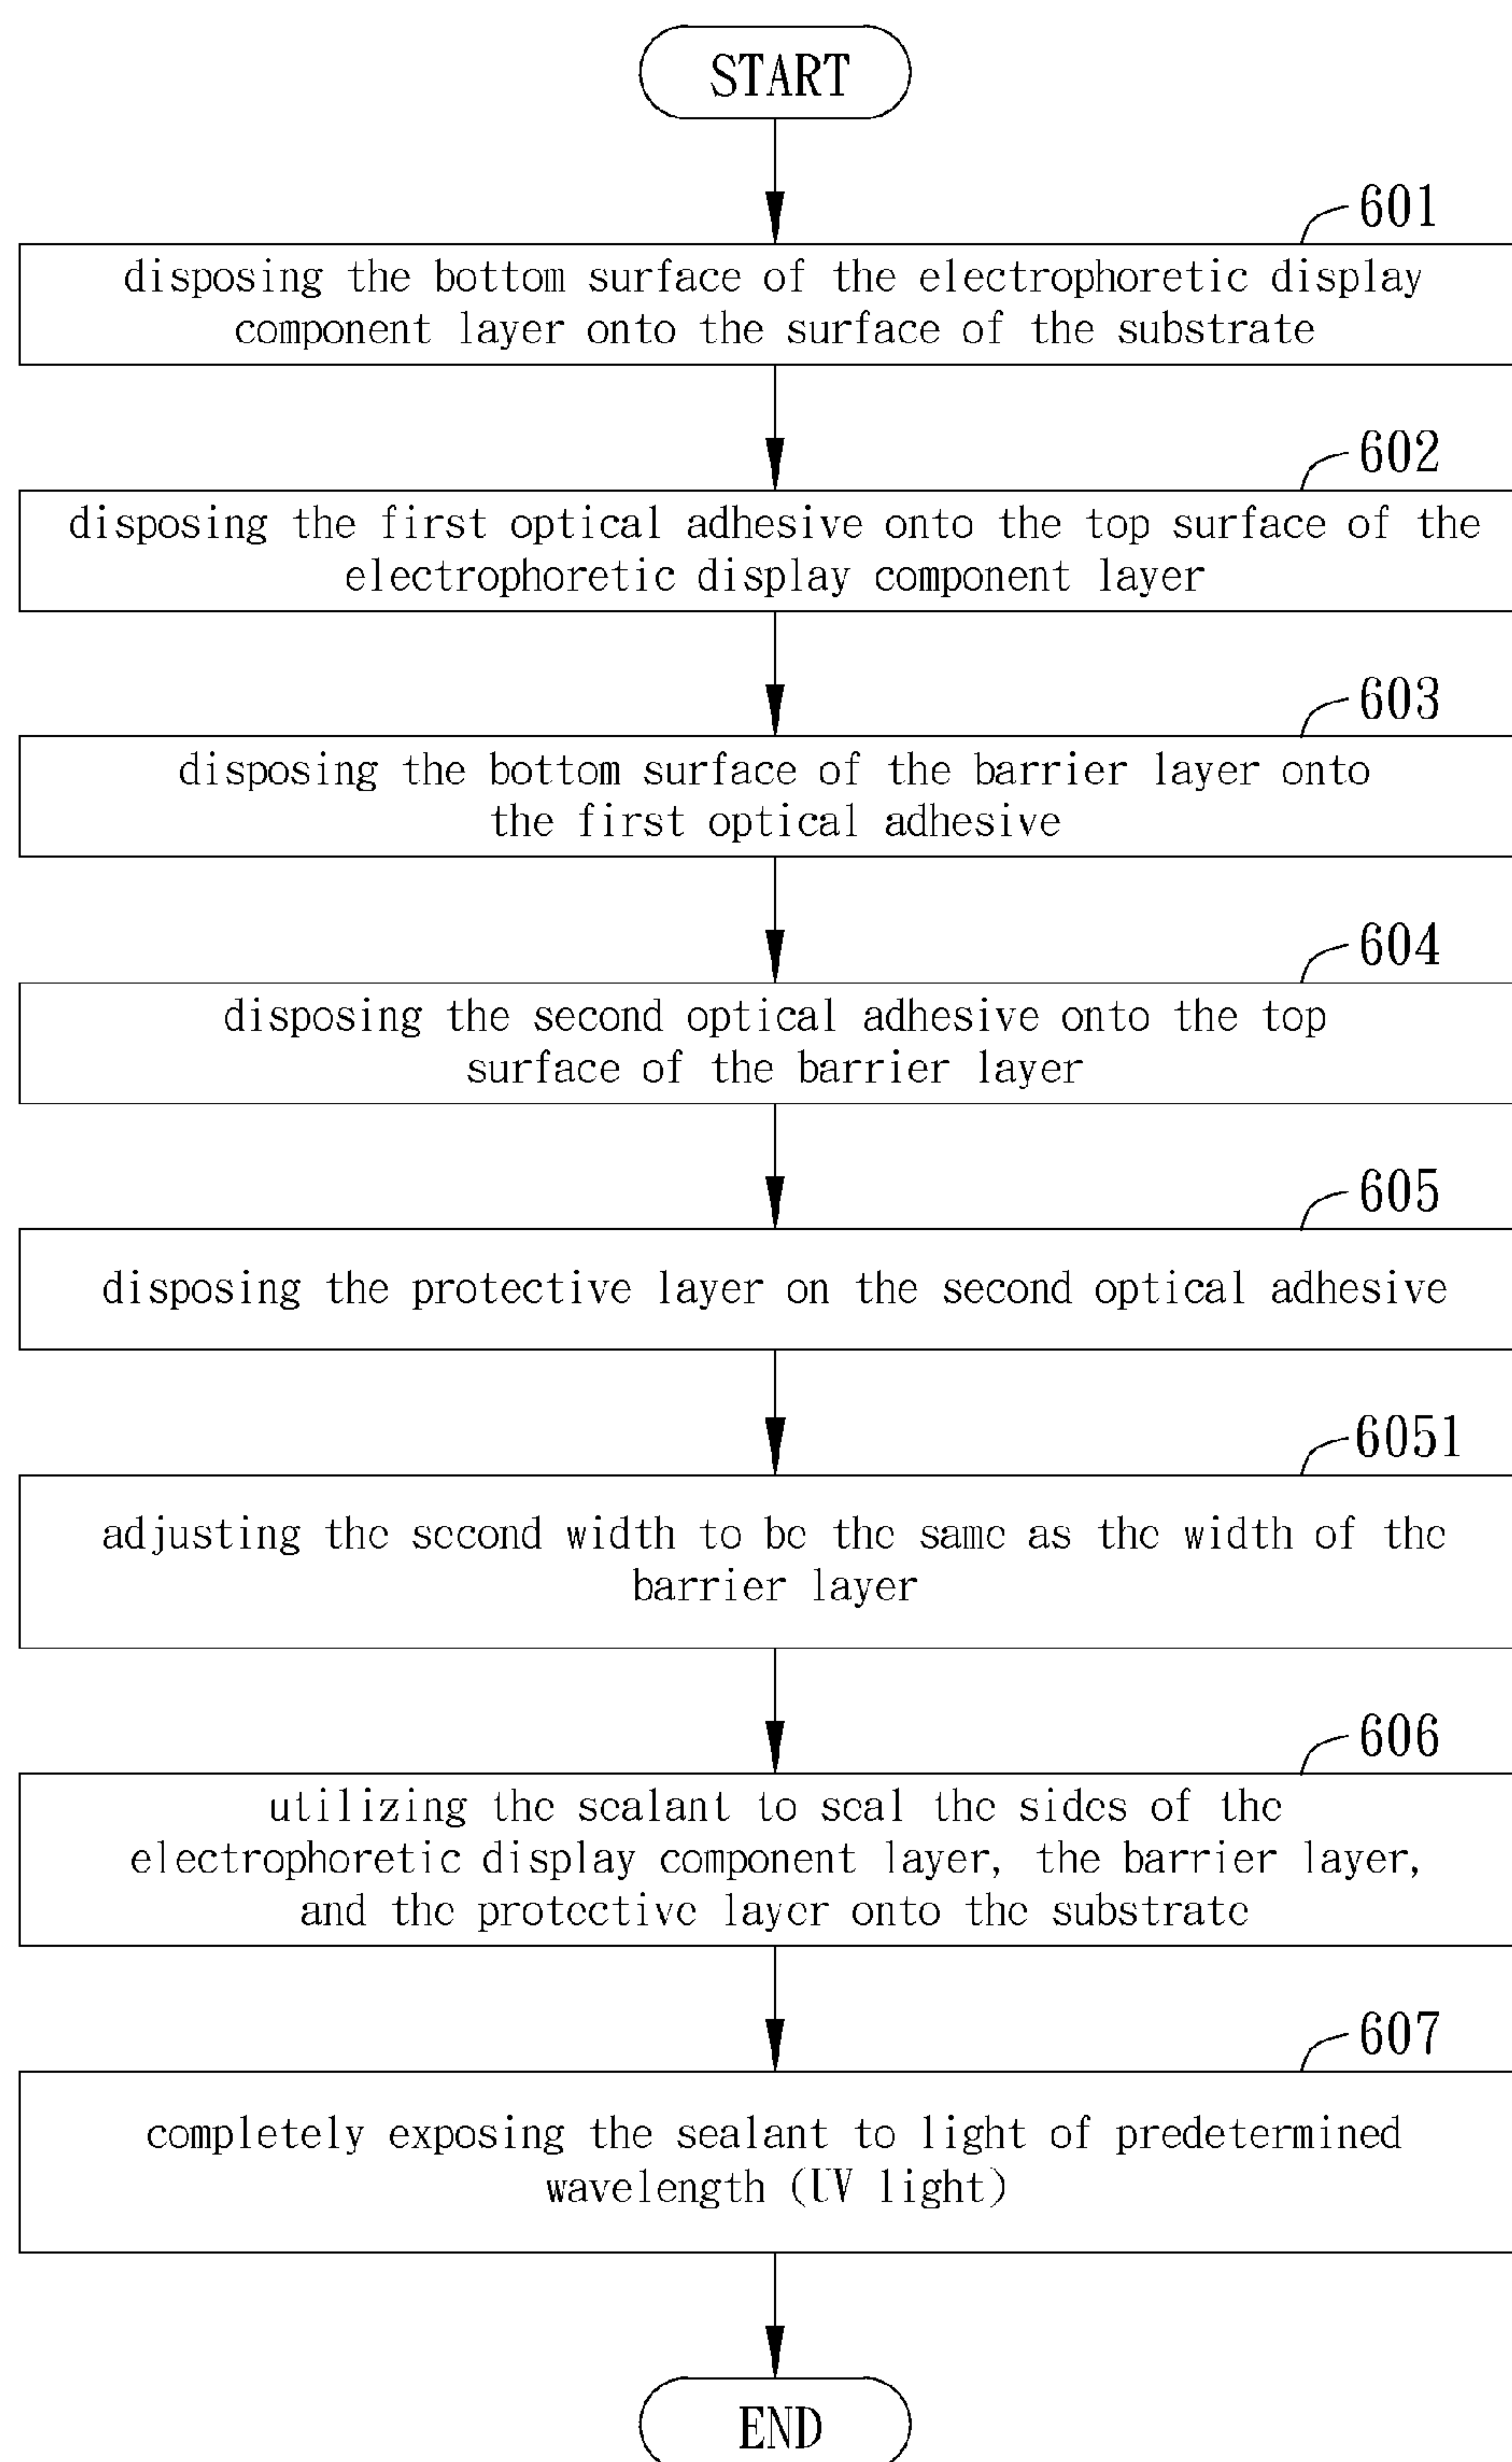 START
601
disposing the bottom surface of the electrophoretic display
component layer onto the surface of the substrate
602
disposing the first optical adhesive onto the top surface of the
electrophoretic display component layer
603
disposing the bottom surface of the barrier layer onto
the first optical adhesive
604
disposing the second optical adhesive onto the top
surface of the barrier layer
605
disposing the protective layer on the second optical adhesive
6051
adjusting the second width to be the same as the width of the
barrier layer
606
utilizing the sealant to seal the sides of the
electrophoretic display component layer, the barrier layer,
and the protective layer onto the substrate
607
completely exposing the sealant to light of predetermined
wavelength (UV light)
END